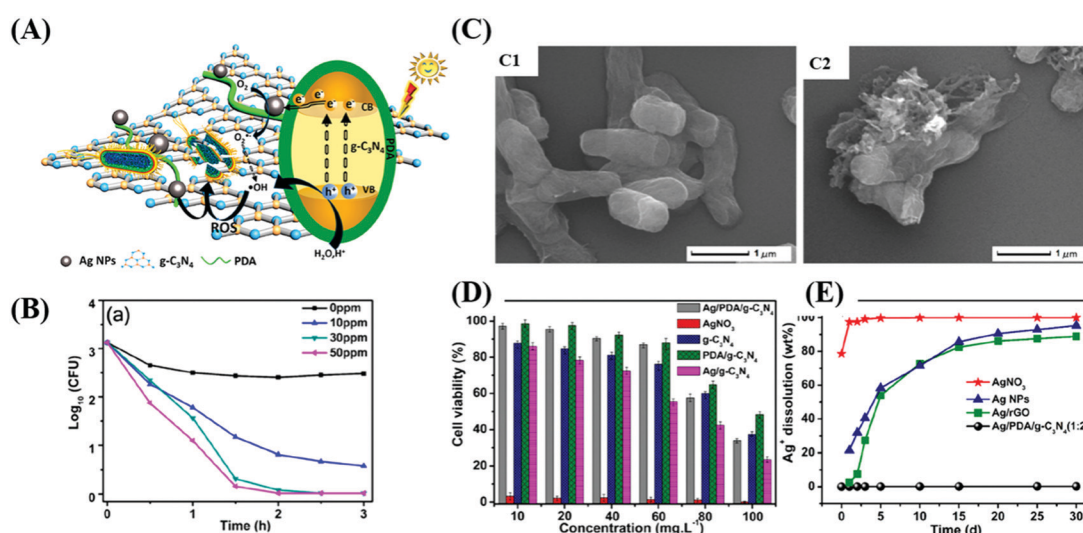 (A)
O₂
e⁻ e⁻
e⁻ e⁻ CB
O₂
g-C₃N₄
PDA
•OH
h⁺ h⁺ VB
ROS
H₂O,H⁺
Ag NPs g-C₃N₄ PDA
(B)
(a)
0ppm
10ppm
30ppm
50ppm
Log₁₀ (CFU)
4
3
2
1
0
0 1 2 3
Time (h)
(C)
C1
1 μm
C2
1 μm
(D)
Ag/PDA/g-C₃N₄
AgNO₃
g-C₃N₄
PDA/g-C₃N₄
Ag/g-C₃N₄
Cell viability (%)
100
80
60
40
20
0
10 20 40 60 80 100
Concentration (mg.L⁻¹)
(E)
AgNO₃
Ag NPs
Ag/rGO
Ag/PDA/g-C₃N₄(1:2
Ag⁺ dissolution (wt%)
100
80
60
40
20
0
0 5 10 15 20 25 30
Time (d)